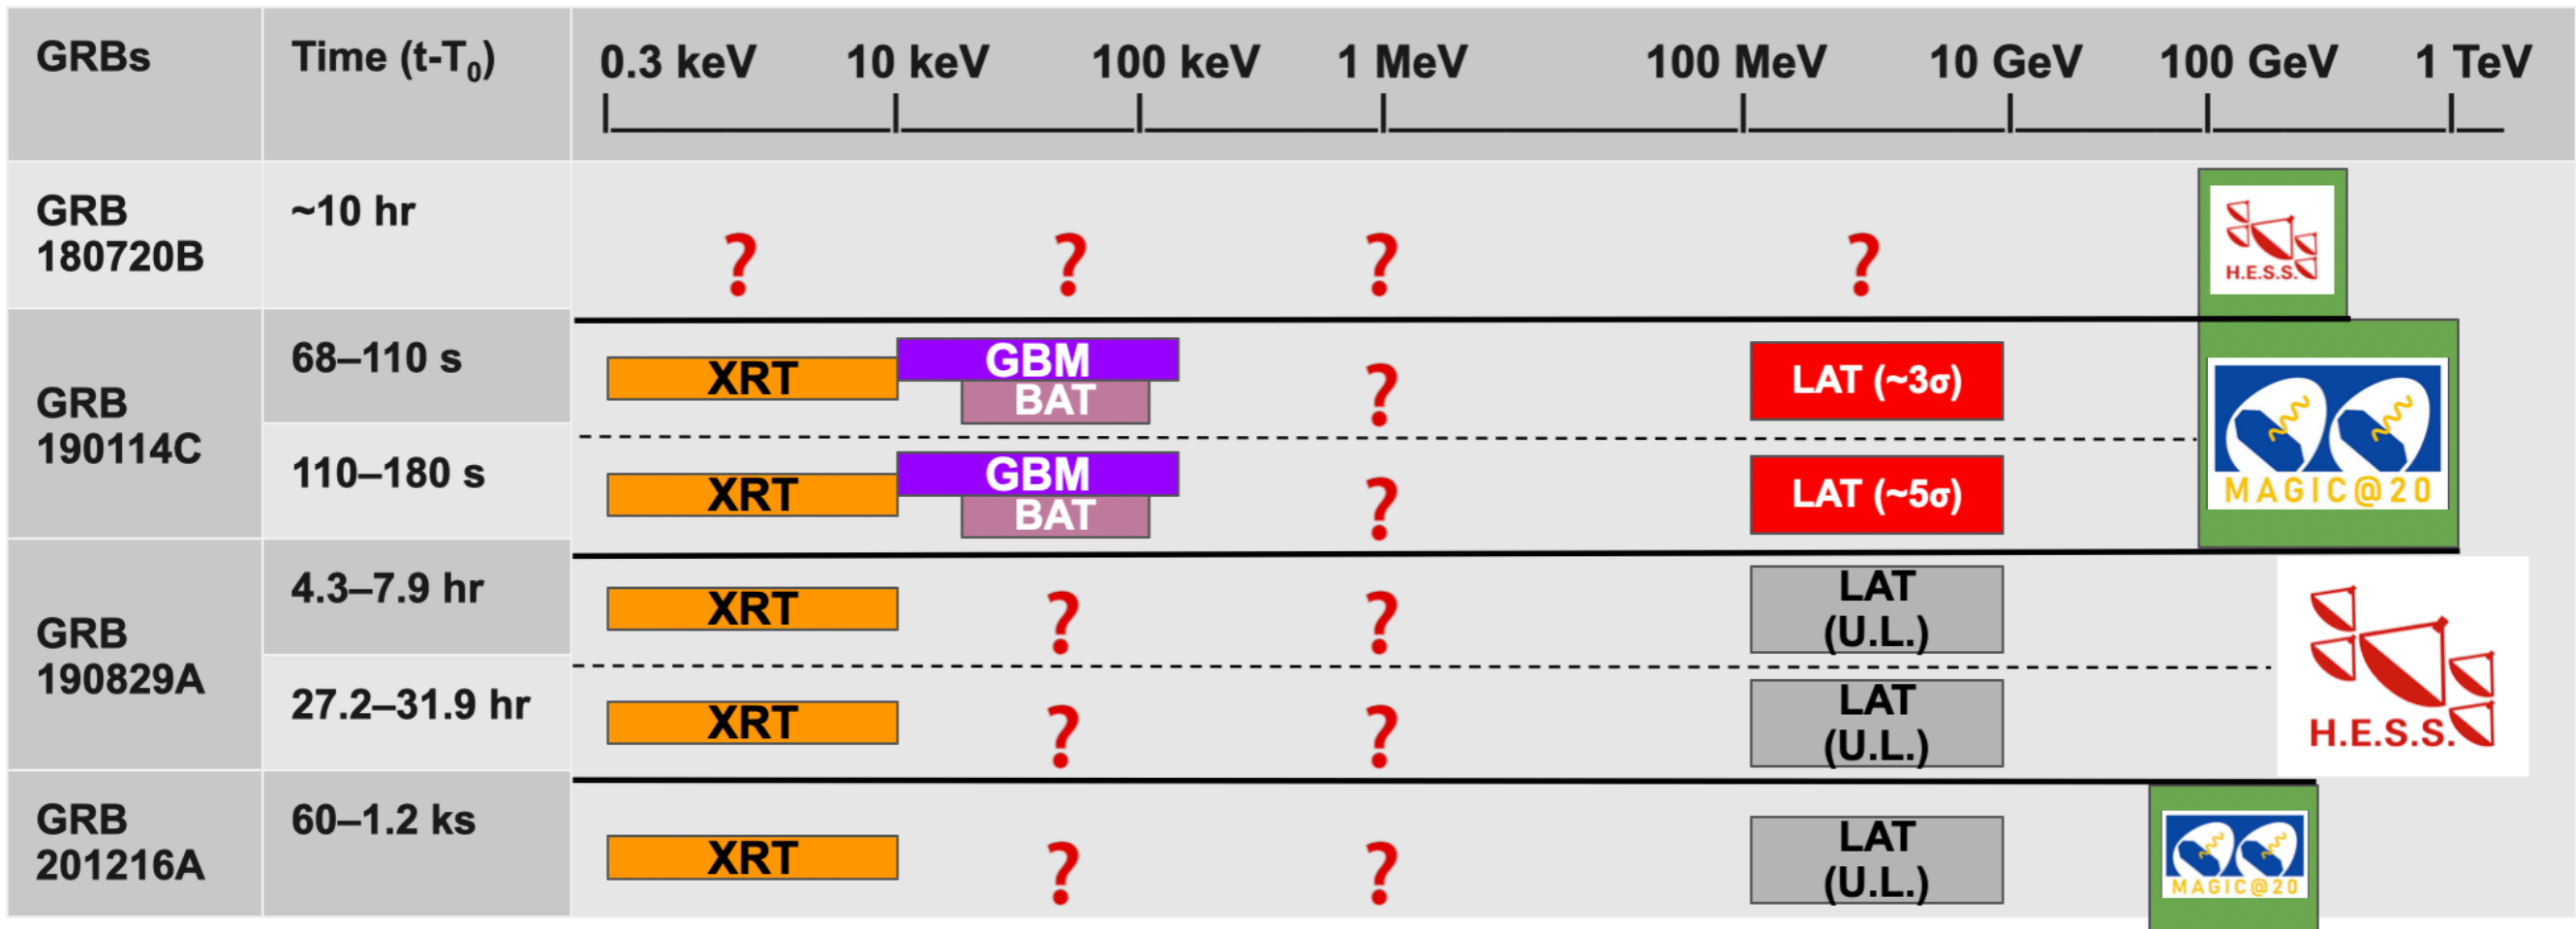 GRBs
Time (t-T0)
0.3 keV 10 keV 100 keV 1 MeV 100 MeV 10 GeV 100 GeV 1 TeV
GRB
180720B
~10 hr
? ? ? ?
H.E.S.S.
GRB
190114C
68–110 s
XRT
GBM
BAT
?
LAT (~3σ)
110–180 s
XRT
GBM
BAT
?
LAT (~5σ)
MAGIC@20
GRB
190829A
4.3–7.9 hr
XRT
? ?
LAT
(U.L.)
27.2–31.9 hr
XRT
? ?
LAT
(U.L.)
H.E.S.S.
GRB
201216A
60–1.2 ks
XRT
? ?
LAT
(U.L.)
MAGIC@20